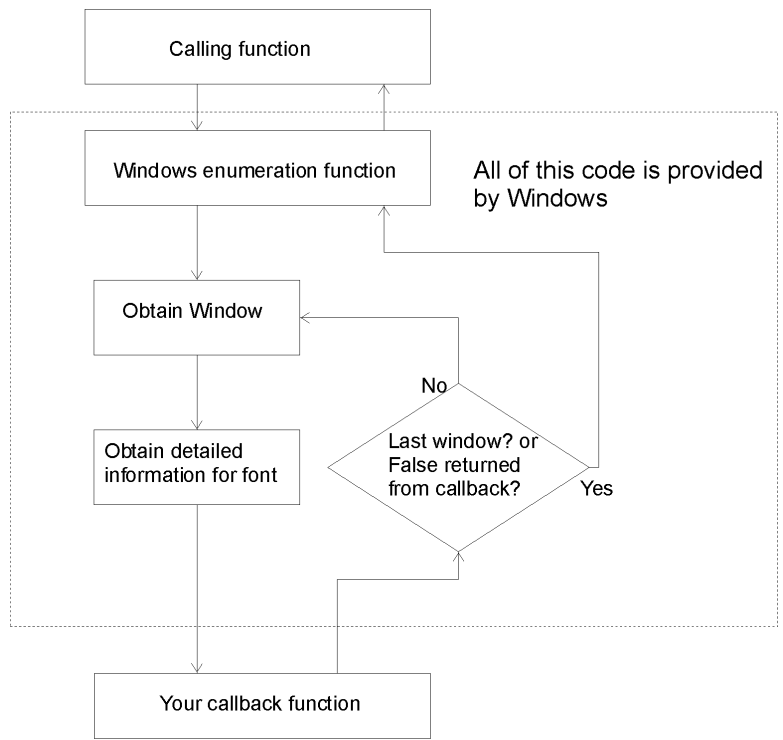 Calling function
Windows enumeration function
All of this code is provided
by Windows
Obtain Window
No
Last window? or
False returned
from callback?
Yes
Obtain detailed
information for font
Your callback function